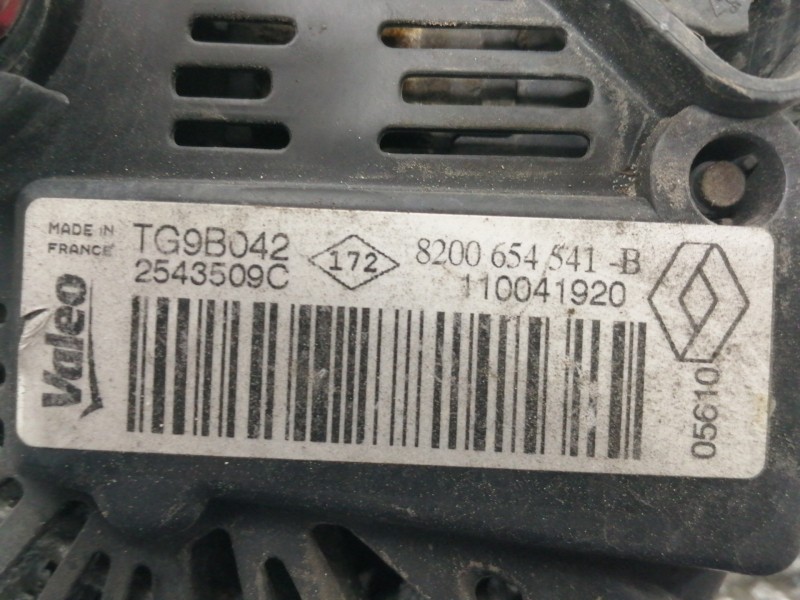 MADE IN
FRANCE
TG9B042
2543509C
172
8200 654 541 -B
110041920
Valeo
05610